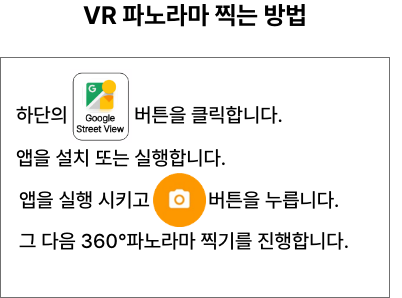 VR 파노라마 찍는 방법
하단의 Google Street View 버튼을 클릭합니다.
앱을 설치 또는 실행합니다.
앱을 실행 시키고 버튼을 누릅니다.
그 다음 360°파노라마 찍기를 진행합니다.